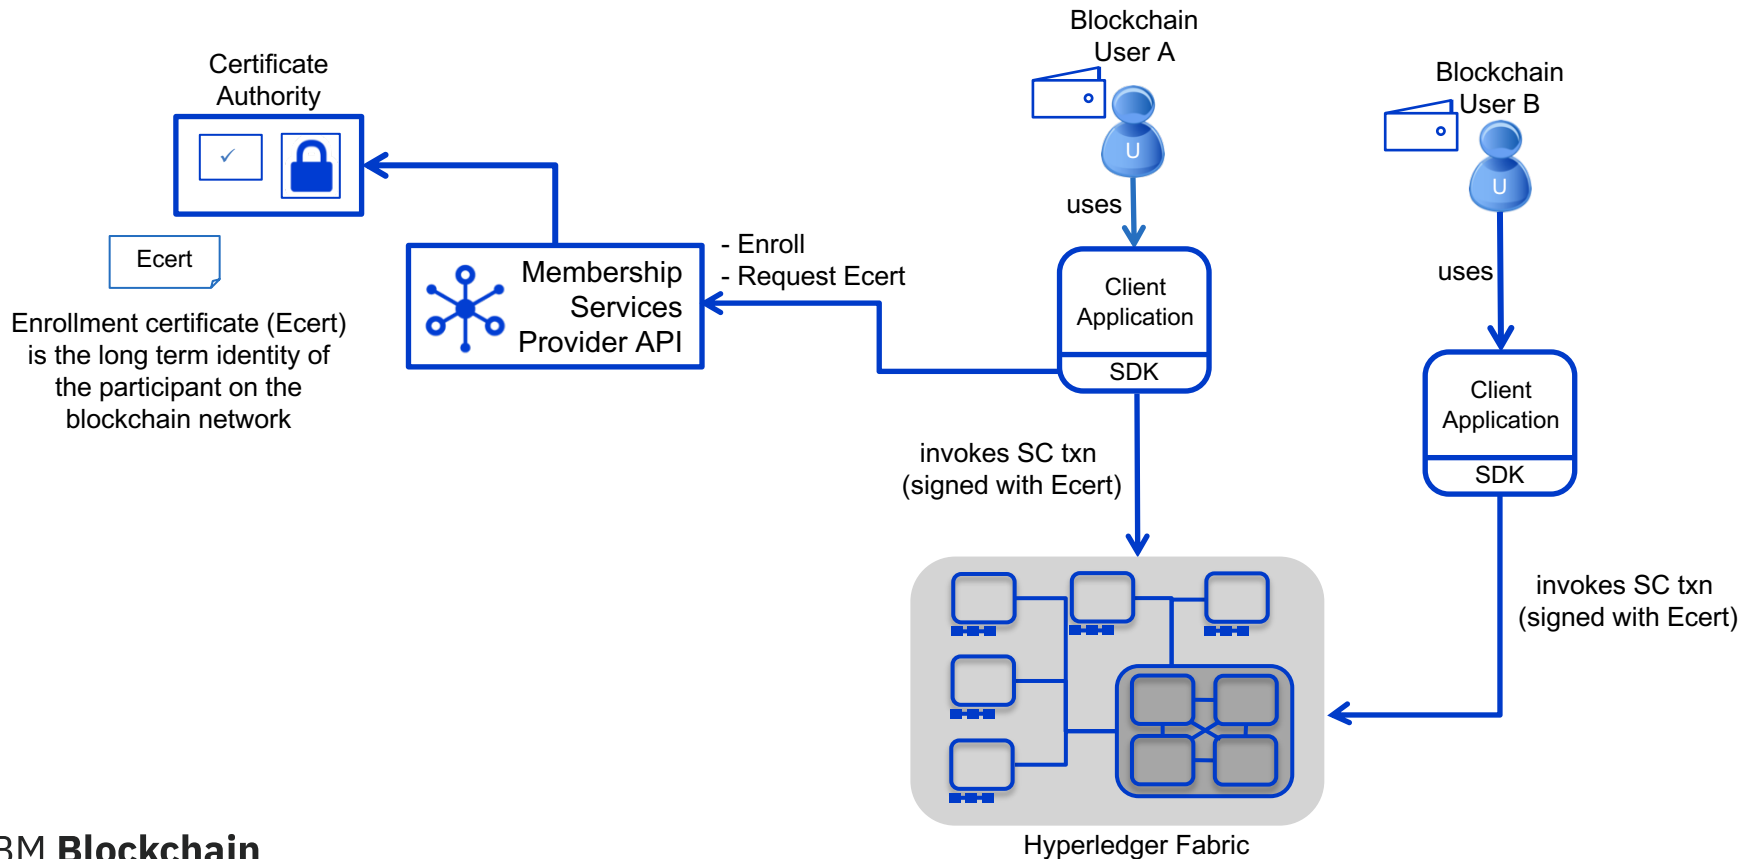 Certificate
Authority
Ecert
Enrollment certificate (Ecert)
is the long term identity of
the participant on the
blockchain network
Membership
Services
Provider API
- Enroll
- Request Ecert
Blockchain
User A
U
uses
Client
Application
SDK
invokes SC txn
(signed with Ecert)
Blockchain
User B
U
uses
Client
Application
SDK
invokes SC txn
(signed with Ecert)
Hyperledger Fabric
BM Blockchain